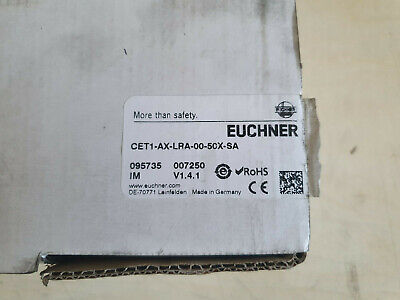 More than safety.
EUCHNER
CET1-AX-LRA-00-50X-SA
095735 007250
IM V1.4.1
RoHS
www.euchner.com
DE-70771 Leinfelden Made in Germany
CE